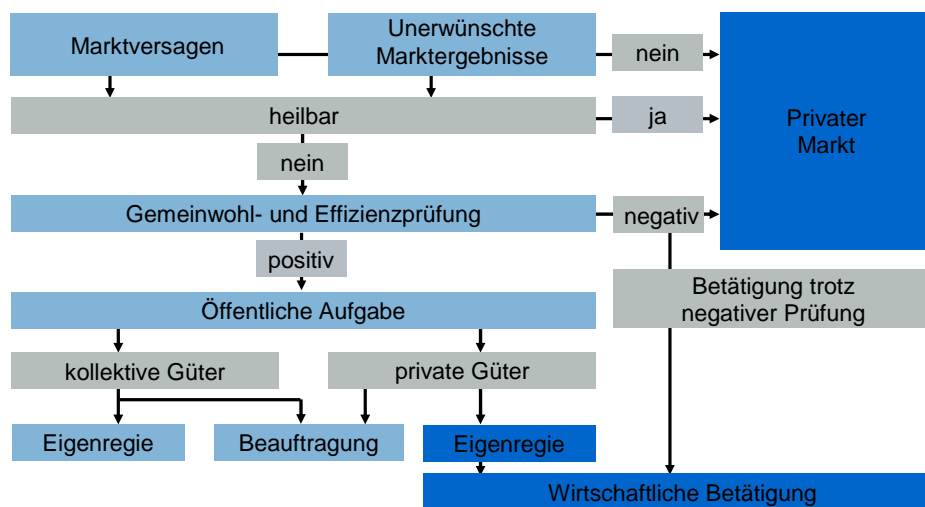 Marktversagen
Unerwünschte
Marktergebnisse
nein
Privater
Markt
heilbar
ja
nein
Gemeinwohl- und Effizienzprüfung
negativ
positiv
Betätigung trotz
negativer Prüfung
Öffentliche Aufgabe
kollektive Güter
private Güter
Eigenregie
Beauftragung
Eigenregie
Wirtschaftliche Betätigung